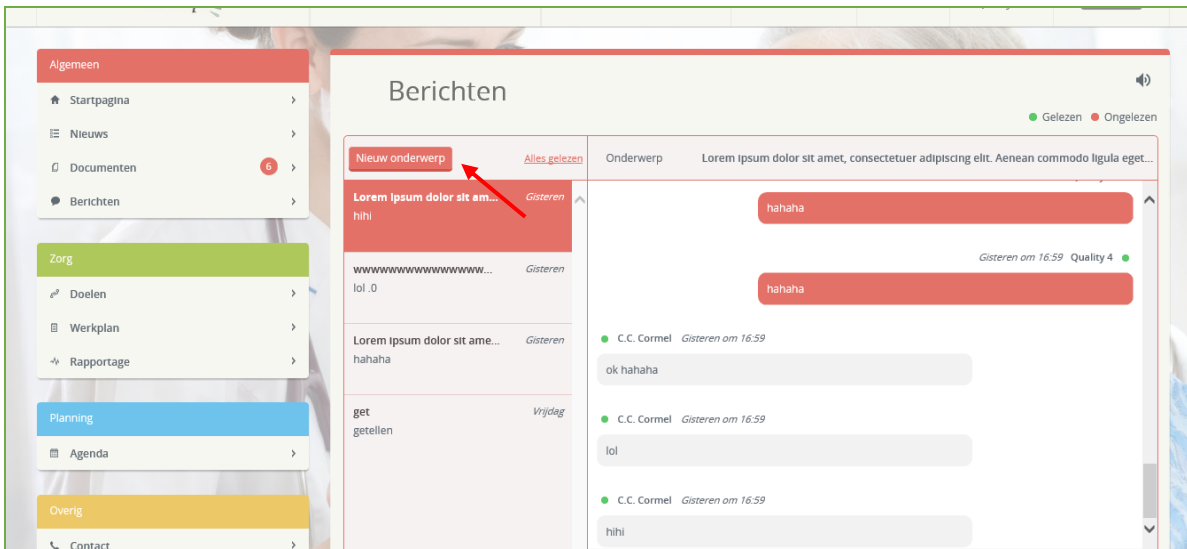 Algemeen
Startpagina
Nieuws
Documenten 6
Berichten
Zorg
Doelen
Werkplan
Rapportage
Planning
Agenda
Overig
Contact
Berichten
Gelezen Ongelezen
Nieuw onderwerp Alles gelezen
Lorem ipsum dolor sit am... Gisteren
hihi
wwwwwwwwwwwwwww... Gisteren
lol .0
Lorem ipsum dolor sit ame... Gisteren
hahaha
get Vrijdag
getellen
Onderwerp Lorem ipsum dolor sit amet, consectetuer adipiscing elit. Aenean commodo ligula eget...
hahaha
Gisteren om 16:59 Quality 4
hahaha
C.C. Cormel Gisteren om 16:59
ok hahaha
C.C. Cormel Gisteren om 16:59
lol
C.C. Cormel Gisteren om 16:59
hihi